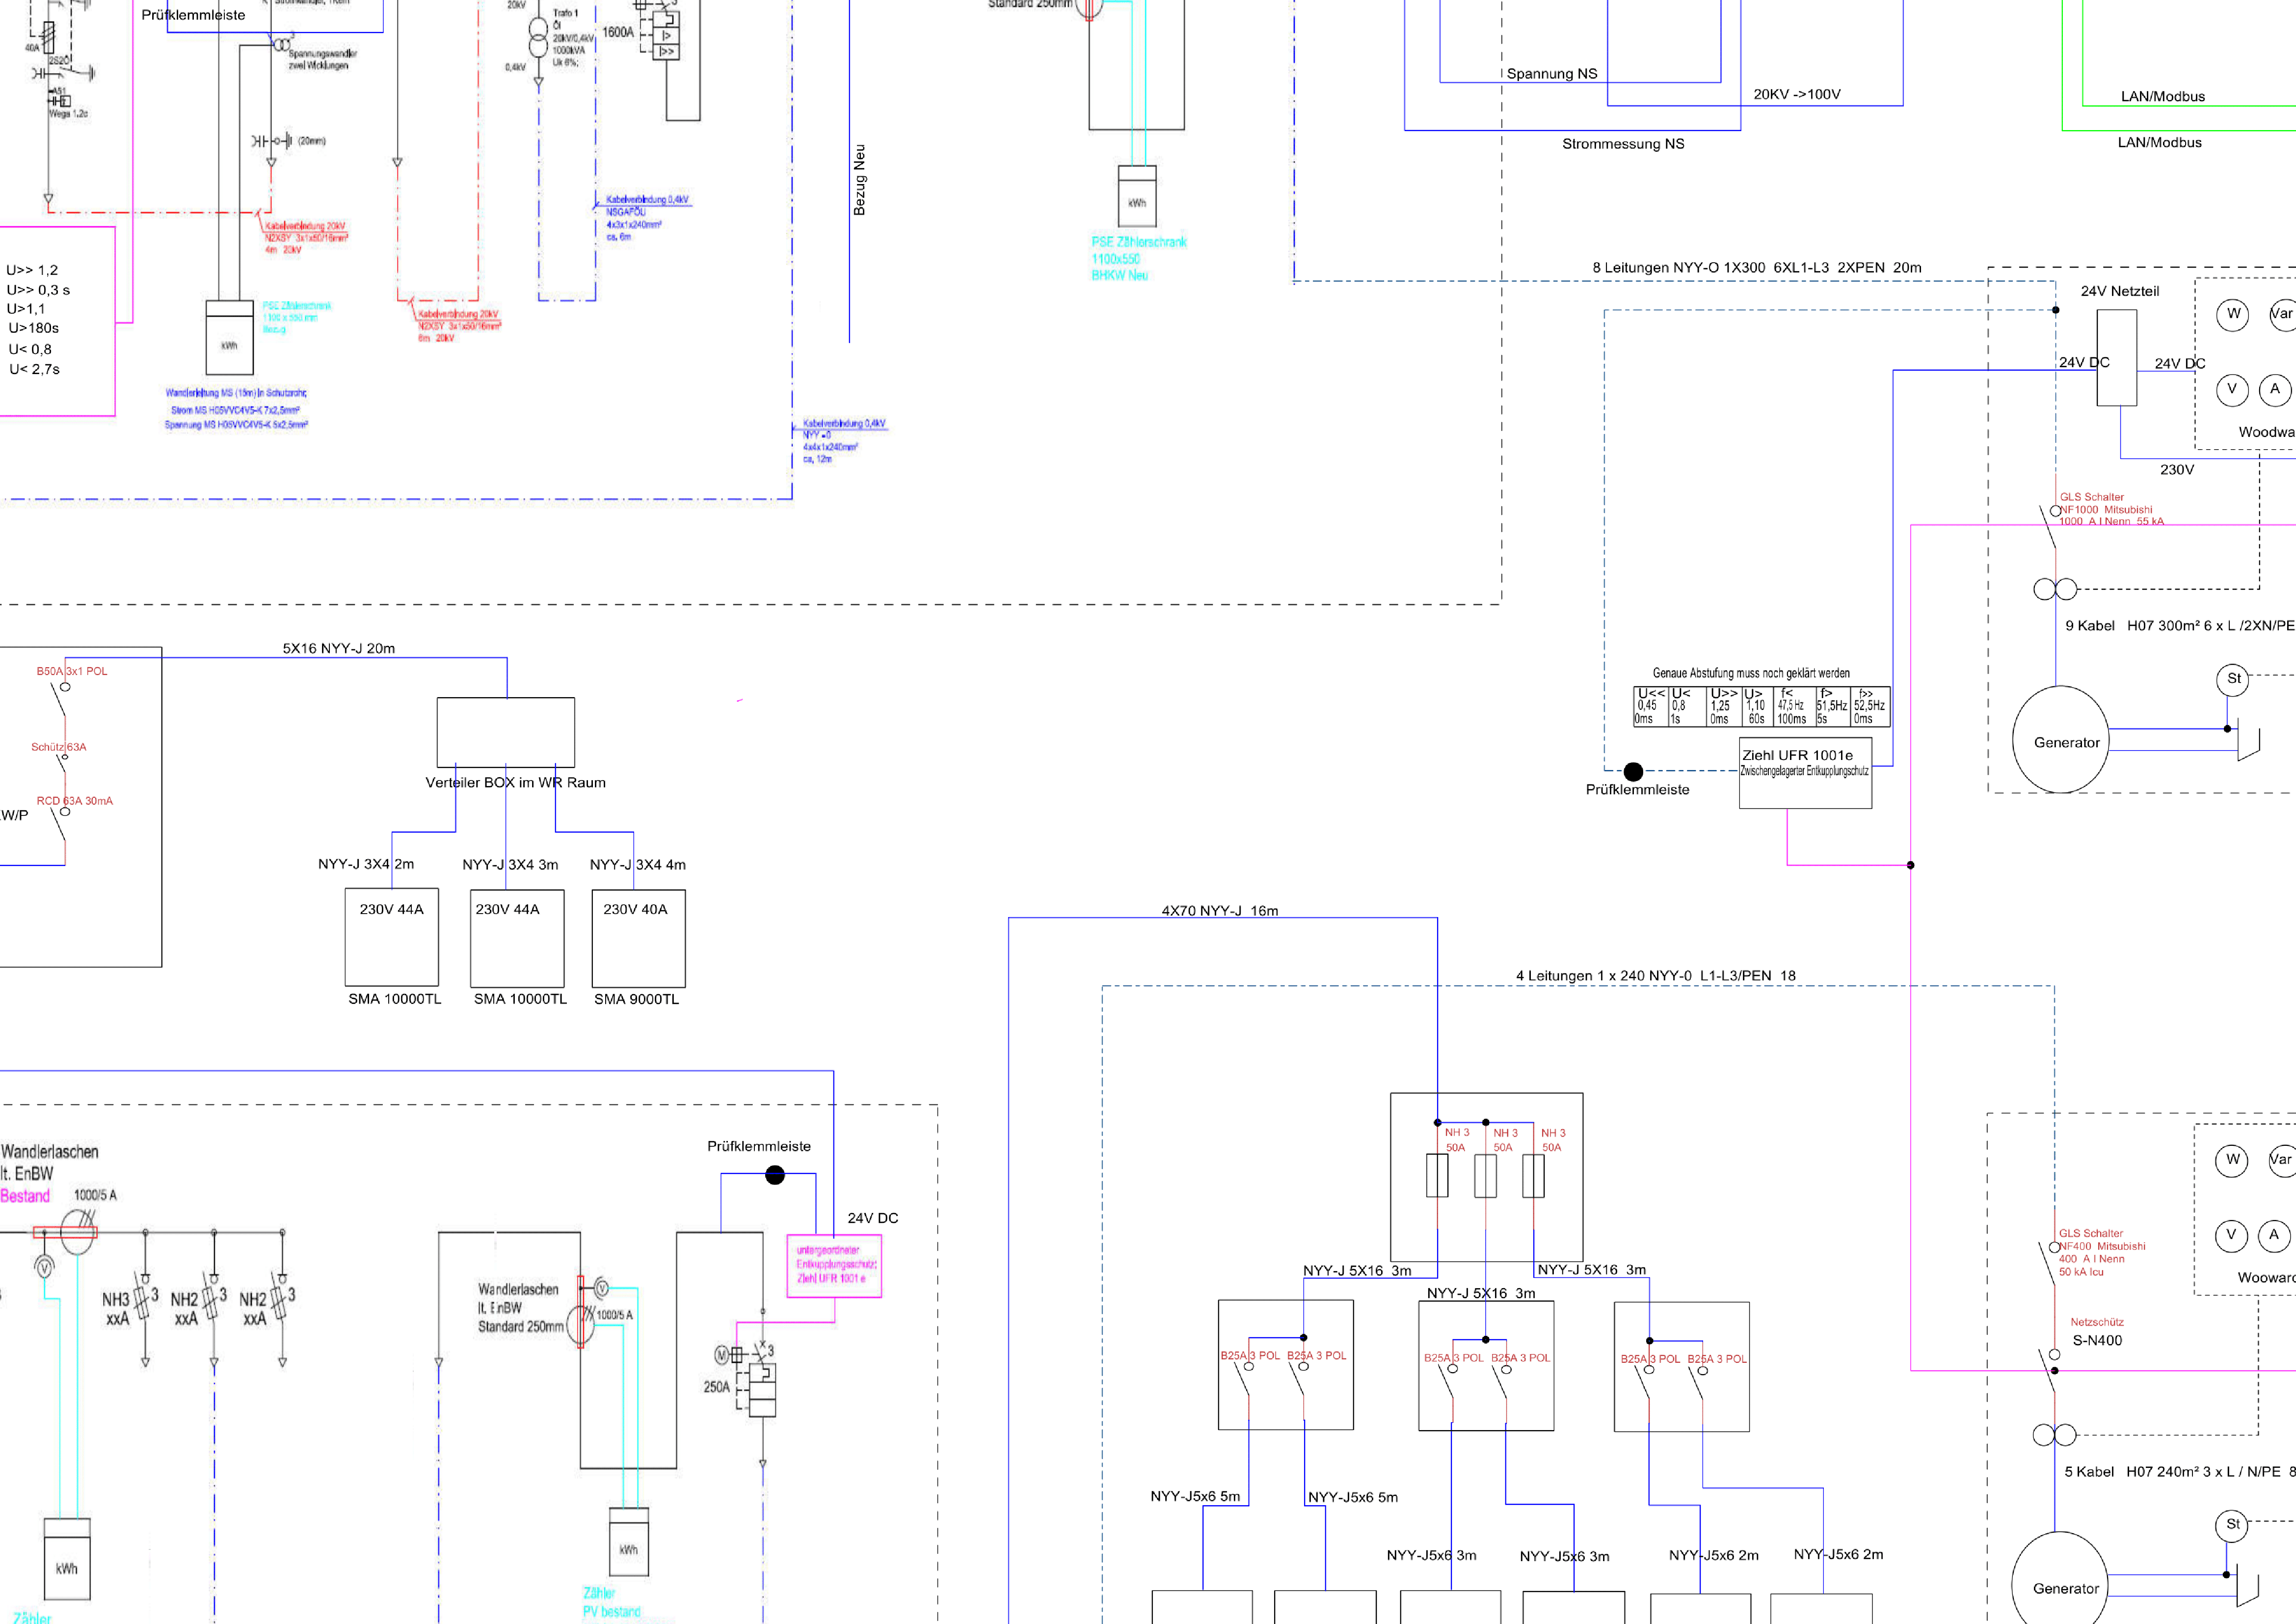 Prüfklemmleiste
40A
2S20
A51
Wega 1.2c
Spannungswandler
zwei Wicklungen
(20mm)
20kV
0,4kV
Trafo 1
Öl
20kV/0,4kV
1000kVA
Uk 6%;
1600A
|>
|>>
3
Standard 250mm
Spannung NS
20KV ->100V
Strommessung NS
LAN/Modbus
LAN/Modbus
Bezug Neu
kWh
PSE Zählerschrank
1100x550
BHKW Neu
Kabelverbindung 0,4kV
NSGAFÖU
4x3x1x240mm²
ca. 6m
Kabelverbindung 20kV
N2XSY 3x1x50/16mm²
4m 20kV
Kabelverbindung 20kV
N2XSY 3x1x50/16mm²
6m 20kV
U>> 1,2
U>> 0,3 s
U>1,1
U>180s
U< 0,8
U< 2,7s
PSE Zählerschrank
1100 x 550 mm
Bezug
kWh
Wandlerleitung MS (15m) in Schutzrohr;
Strom MS H05VVC4V5-K 7x2,5mm²
Spannung MS H05VVC4V5-K 5x2,5mm²
Kabelverbindung 0,4kV
NYY -0
4x4x1x240mm²
ca. 12m
8 Leitungen NYY-O 1X300 6XL1-L3 2XPEN 20m
24V Netzteil
24V DC
24V DC
230V
W
Var
V
A
Woodwa
GLS Schalter
NF1000 Mitsubishi
1000 A I Nenn 55 kA
9 Kabel H07 300m² 6 x L /2XN/PE
St
Generator
Genaue Abstufung muss noch geklärt werden
U<< U< U>> U> f< f> f>>
0,45 0,8 1,25 1,10 47,5 Hz 51,5Hz 52,5Hz
0ms 1s 0ms 60s 100ms 5s 0ms
Ziehl UFR 1001e
Zwischengelagerter Entkupplungschutz
Prüfklemmleiste
5X16 NYY-J 20m
B50A 3x1 POL
Schütz 63A
RCD 63A 30mA
W/P
Verteiler BOX im WR Raum
NYY-J 3X4 2m
NYY-J 3X4 3m
NYY-J 3X4 4m
230V 44A
230V 44A
230V 40A
SMA 10000TL
SMA 10000TL
SMA 9000TL
4X70 NYY-J 16m
4 Leitungen 1 x 240 NYY-0 L1-L3/PEN 18
Wandlerlaschen
lt. EnBW
Bestand
1000/5 A
V
NH3
xxA
3
NH2
xxA
3
NH2
xxA
3
kWh
Zähler
Prüfklemmleiste
24V DC
untergeordneter
Entkupplungsschutz;
Ziehl UFR 1001 e
Wandlerlaschen
lt. EnBW
Standard 250mm
V
1000/5 A
M
3
250A
kWh
Zähler
PV bestand
NH 3
50A
NH 3
50A
NH 3
50A
NYY-J 5X16 3m
NYY-J 5X16 3m
NYY-J 5X16 3m
B25A 3 POL
B25A 3 POL
B25A 3 POL
B25A 3 POL
B25A 3 POL
B25A 3 POL
NYY-J5x6 5m
NYY-J5x6 5m
NYY-J5x6 3m
NYY-J5x6 3m
NYY-J5x6 2m
NYY-J5x6 2m
W
Var
V
A
Wooward
GLS Schalter
NF400 Mitsubishi
400 A I Nenn
50 kA Icu
Netzschütz
S-N400
5 Kabel H07 240m² 3 x L / N/PE 8
St
Generator